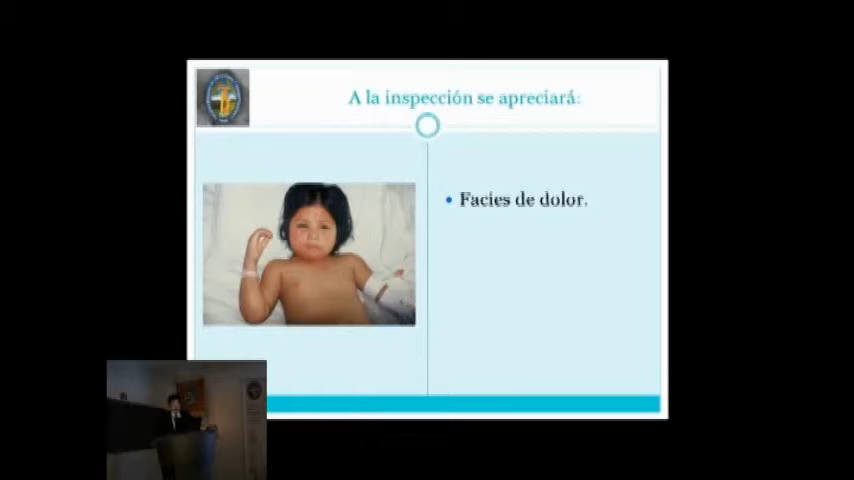 A la inspección se apreciará:
• Facies de dolor.